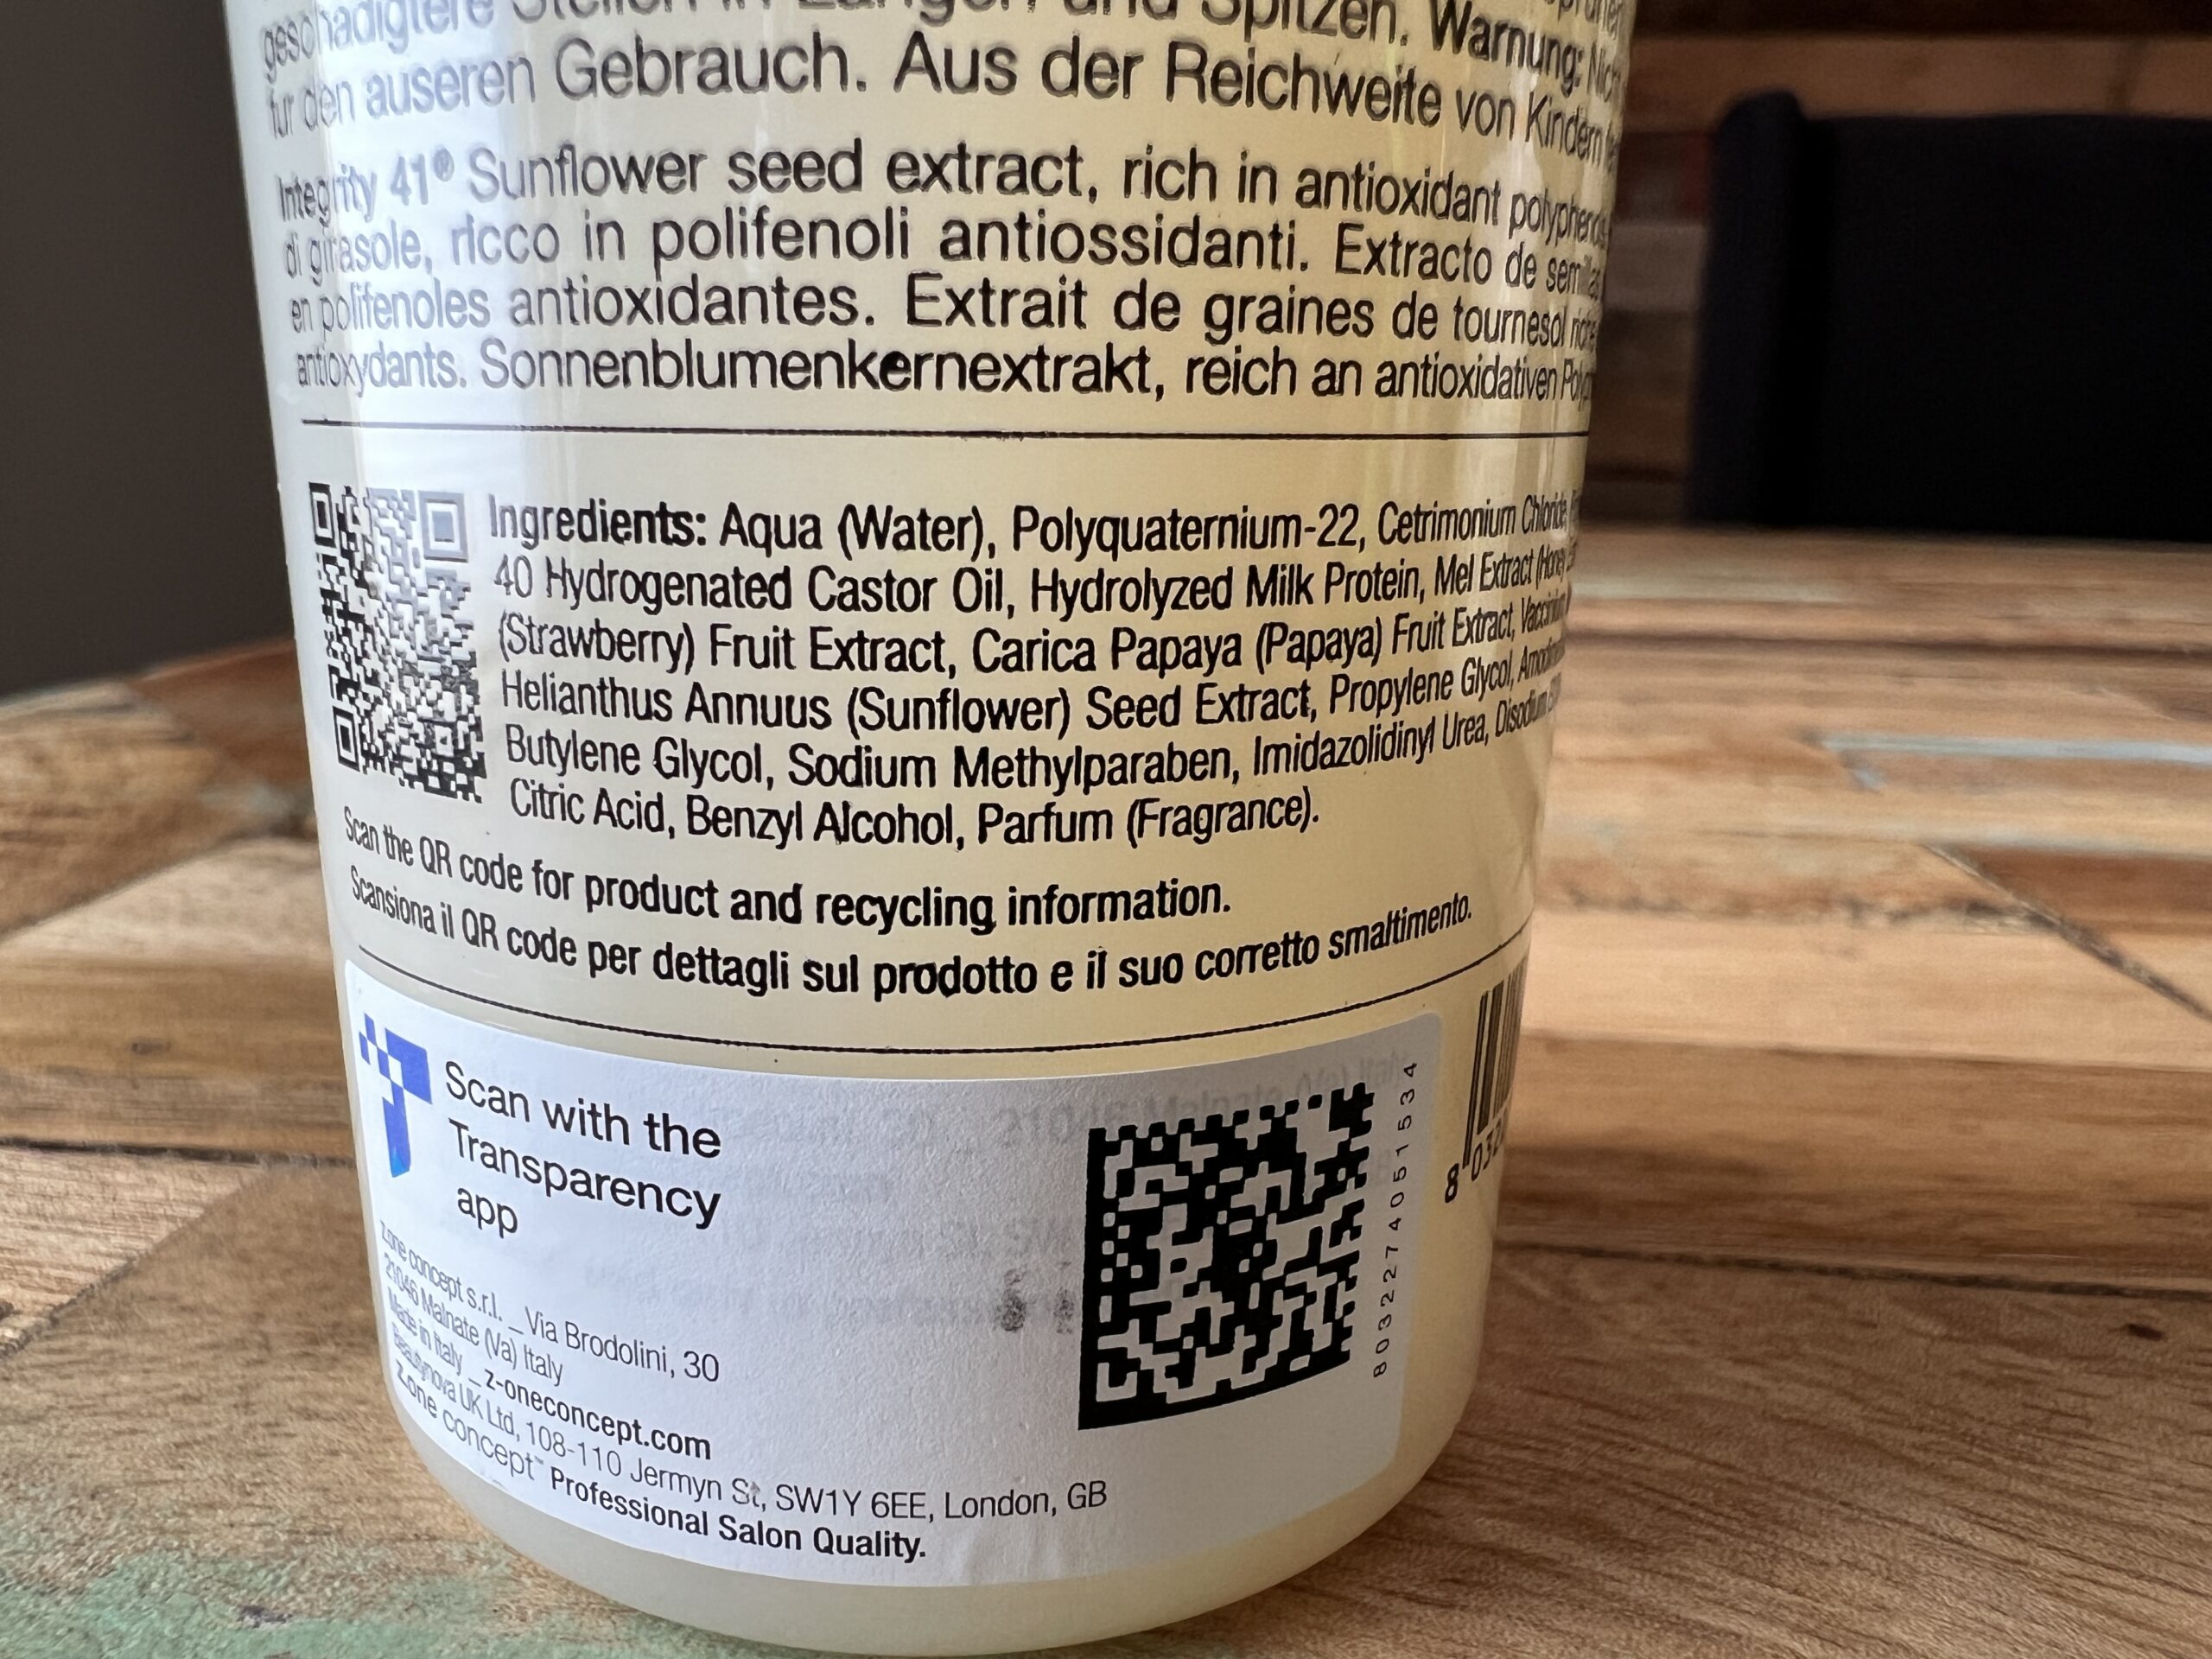 geschädigtere Stellen in Längen und Spitzen. Warnung:
für den auseren Gebrauch. Aus der Reichweite von Kindern
Integrity 41® Sunflower seed extract, rich in antioxidant
di girasole, ricco in polifenoli antiossidanti. Extracto de
en polifenoles antioxidantes. Extrait de graines de tournesol
antioxydants. Sonnenblumenkernextrakt, reich an antioxidativen
Ingredients: Aqua (Water), Polyquaternium-22, Cetrimonium Chloride,
40 Hydrogenated Castor Oil, Hydrolyzed Milk Protein, Mel Extract (Honey
(Strawberry) Fruit Extract, Carica Papaya (Papaya) Fruit Extract,
Helianthus Annuus (Sunflower) Seed Extract, Propylene Glycol,
Butylene Glycol, Sodium Methylparaben, Imidazolidinyl Urea, Disodium
Citric Acid, Benzyl Alcohol, Parfum (Fragrance).
Scan the QR code for product and recycling information.
Scansiona il QR code per dettagli sul prodotto e il suo corretto smaltimento.
Scan with the
Transparency
app
8032274051534
z.one concept s.r.l. _ Via Brodolini, 30
21046 Malnate (Va) Italy
Made in Italy _ z-oneconcept.com
Beautynova UK Ltd, 108-110 Jermyn St, SW1Y 6EE, London, GB
Z.one concept™ Professional Salon Quality.